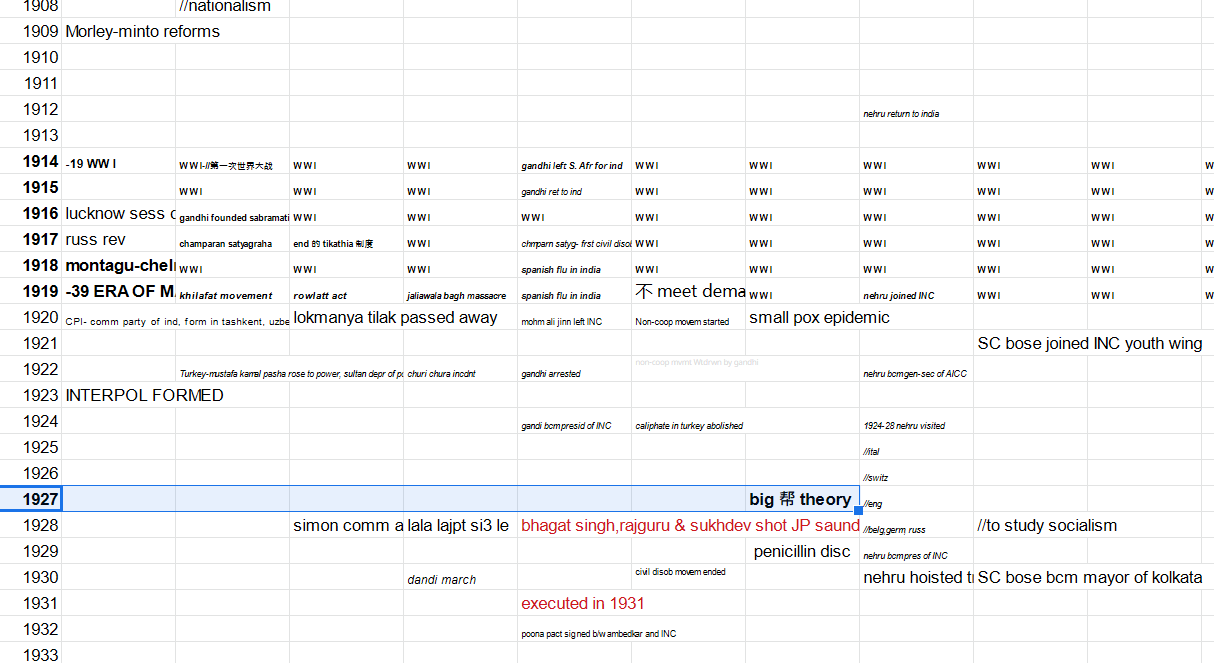 1908 //nationalism
1909 Morley-minto reforms
1910
1911
1912 nehru return to india
1913
1914 -19 WW I WWI-//第一次世界大战 WWI WWI gandhi left S. Afr for ind WWI WWI WWI WWI WWI W
1915 WWI WWI WWI gandhi ret to ind WWI WWI WWI WWI WWI W
1916 lucknow sess gandhi founded sabramati WWI WWI WWI WWI WWI WWI WWI WWI W
1917 russ rev champaran satyagraha end 的 tikathia 制度 WWI chmparn satyg- frst civil disob WWI WWI WWI WWI WWI W
1918 montagu-chel WWI WWI WWI spanish flu in india WWI WWI WWI WWI WWI W
1919 -39 ERA OF M khilafat movement rowlatt act jaliawala bagh massacre spanish flu in india 不 meet dema WWI nehru joined INC WWI WWI W
1920 CPI- comm party of ind, form in tashkent, uzbe lokmanya tilak passed away mohm ali jinn left INC Non-coop movem started small pox epidemic
1921 SC bose joined INC youth wing
1922 Turkey-mustafa kamal pasha rose to power, sultan depr of churi chura incdnt gandhi arrested non-coop mvmt Wtdrwn by gandhi nehru bcmgen-sec of AICC
1923 INTERPOL FORMED
1924 gandi bcmpresid of INC caliphate in turkey abolished 1924-28 nehru visited
1925 //ital
1926 //switz
1927 big 帮 theory //eng
1928 simon comm a lala lajpt si3 le bhagat singh,rajguru & sukhdev shot JP saund //belg,germ, russ //to study socialism
1929 penicillin disc nehru bcmpres of INC
1930 dandi march civil disob movem ended nehru hoisted t SC bose bcm mayor of kolkata
1931 executed in 1931
1932 poona pact signed b/w ambedkar and INC
1933